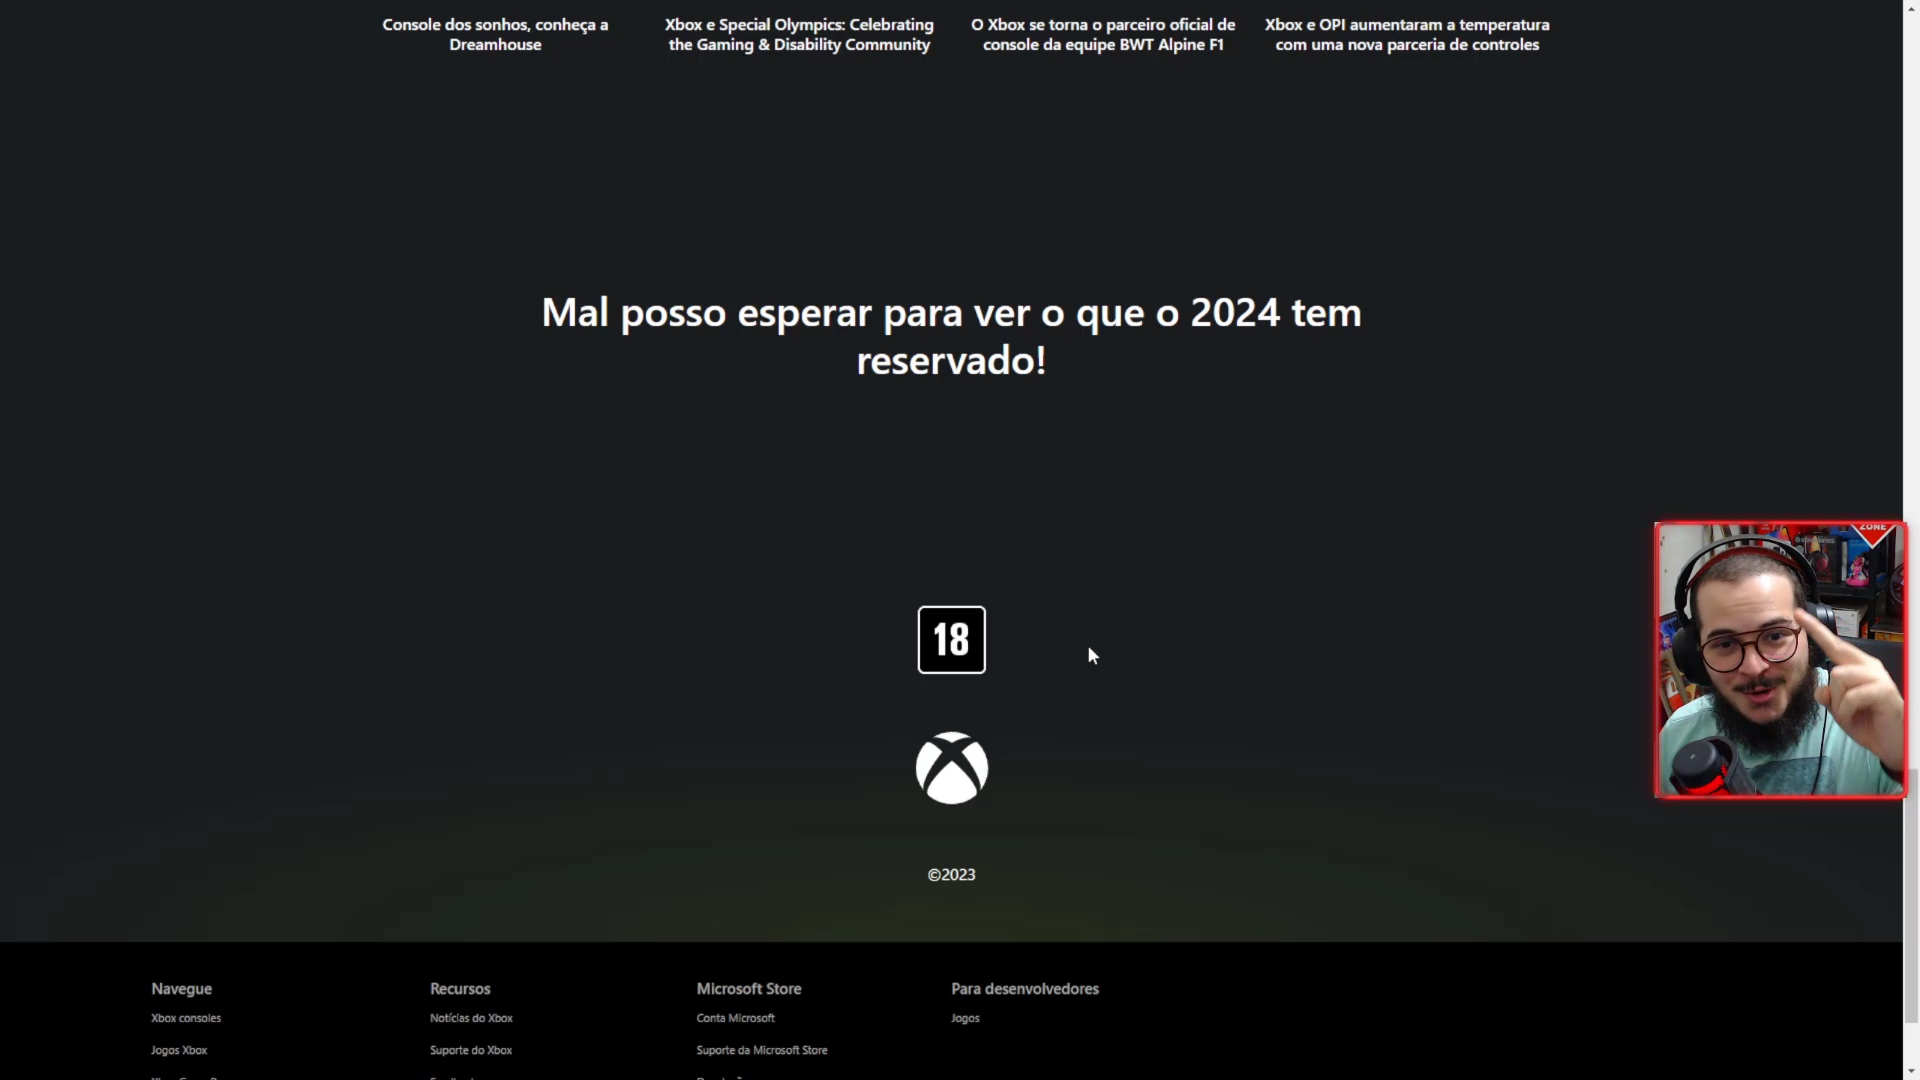 Console dos sonhos, conheça a
Dreamhouse
Xbox e Special Olympics: Celebrating
the Gaming & Disability Community
O Xbox se torna o parceiro oficial de
console da equipe BWT Alpine F1
Xbox e OPI aumentaram a temperatura
com uma nova parceria de controles
Mal posso esperar para ver o que o 2024 tem
reservado!
ZONE
18
©2023
Navegue
Xbox consoles
Jogos Xbox
Recursos
Notícias do Xbox
Suporte do Xbox
Microsoft Store
Conta Microsoft
Suporte da Microsoft Store
Para desenvolvedores
Jogos